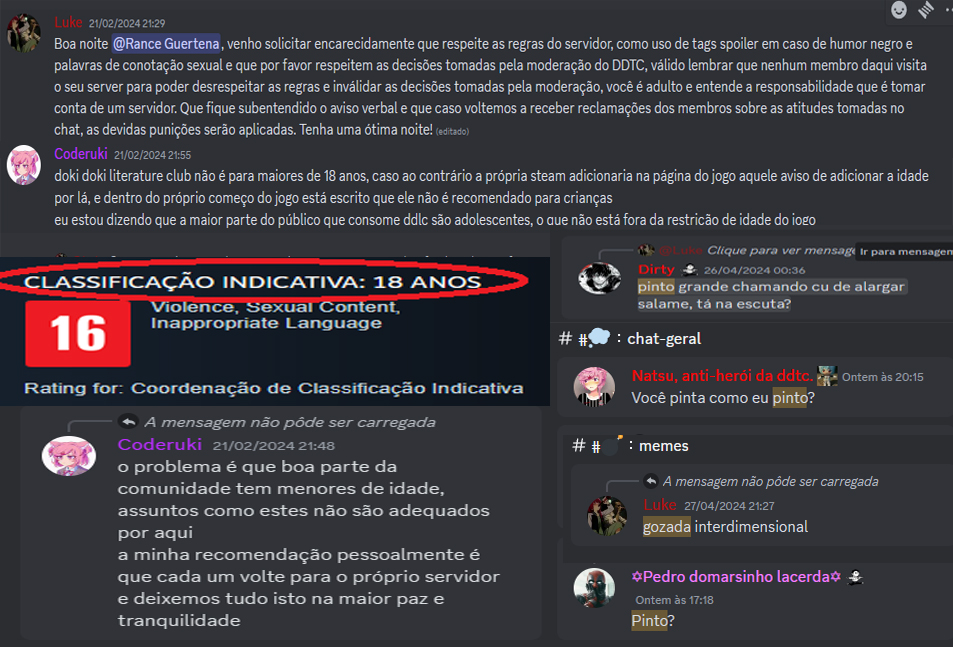 Luke 21/02/2024 21:29
Boa noite @Rance Guertena, venho solicitar encarecidamente que respeite as regras do servidor, como uso de tags spoiler em caso de humor negro e
palavras de conotação sexual e que por favor respeitem as decisões tomadas pela moderação do DDTC, válido lembrar que nenhum membro daqui visita
o seu server para poder desrespeitar as regras e inválidar as decisões tomadas pela moderação, você é adulto e entende a responsabilidade que é tomar
conta de um servidor. Que fique subentendido o aviso verbal e que caso voltemos a receber reclamações dos membros sobre as atitudes tomadas no
chat, as devidas punições serão aplicadas. Tenha uma ótima noite! (editado)
Coderuki 21/02/2024 21:55
doki doki literature club não é para maiores de 18 anos, caso ao contrário a própria steam adicionaria na página do jogo aquele aviso de adicionar a idade
por lá, e dentro do próprio começo do jogo está escrito que ele não é recomendado para crianças
eu estou dizendo que a maior parte do público que consome ddlc são adolescentes, o que não está fora da restrição de idade do jogo
CLASSIFICAÇÃO INDICATIVA: 18 ANOS
16
Violence, Sexual Content,
Inappropriate Language
Rating for: Coordenação de Classificação Indicativa
A mensagem não pôde ser carregada
Coderuki 21/02/2024 21:48
o problema é que boa parte da
comunidade tem menores de idade,
assuntos como estes não são adequados
por aqui
a minha recomendação pessoalmente é
que cada um volte para o próprio servidor
e deixemos tudo isto na maior paz e
tranquilidade
Clique para ver mensage
Ir para mensagem
Dirty 26/04/2024 00:36
pinto grande chamando cu de alargar
salame, tá na escuta?
# #💭 : chat-geral
Natsu, anti-herói da ddtc. Ontem às 20:15
Você pinta como eu pinto?
# # : memes
A mensagem não pôde ser carregada
Luke 27/04/2024 21:27
gozada interdimensional
✡Pedro domarsinho lacerda✡
Ontem às 17:18
Pinto?